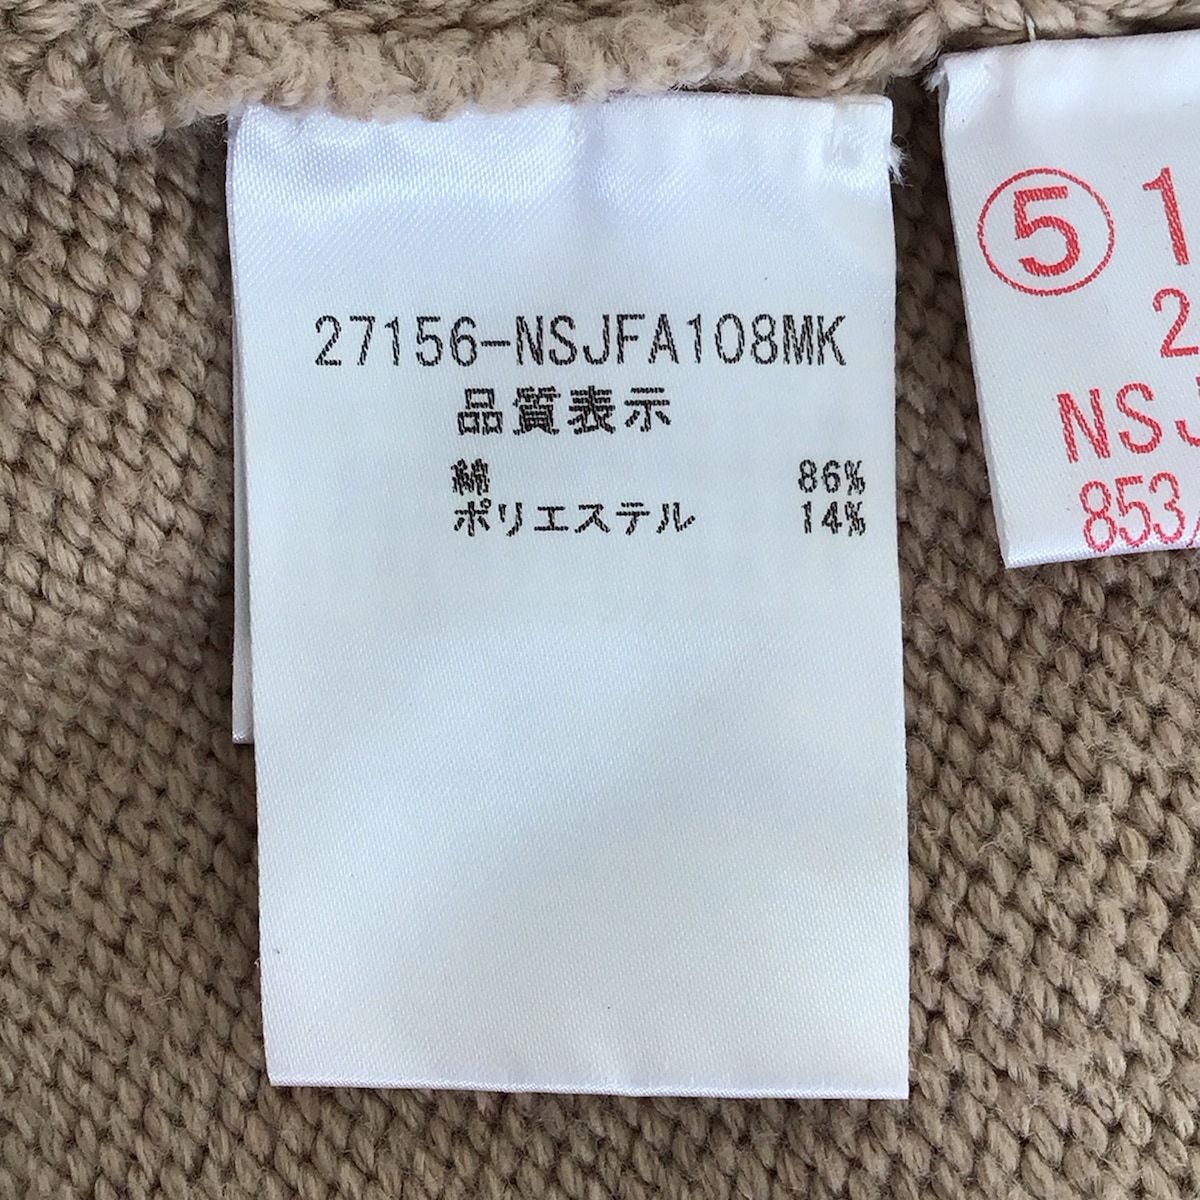 27156-NSJFA108MK
品質表示
綿 86%
ポリエステル 14%
⑤ 1
2
NSJ
853/